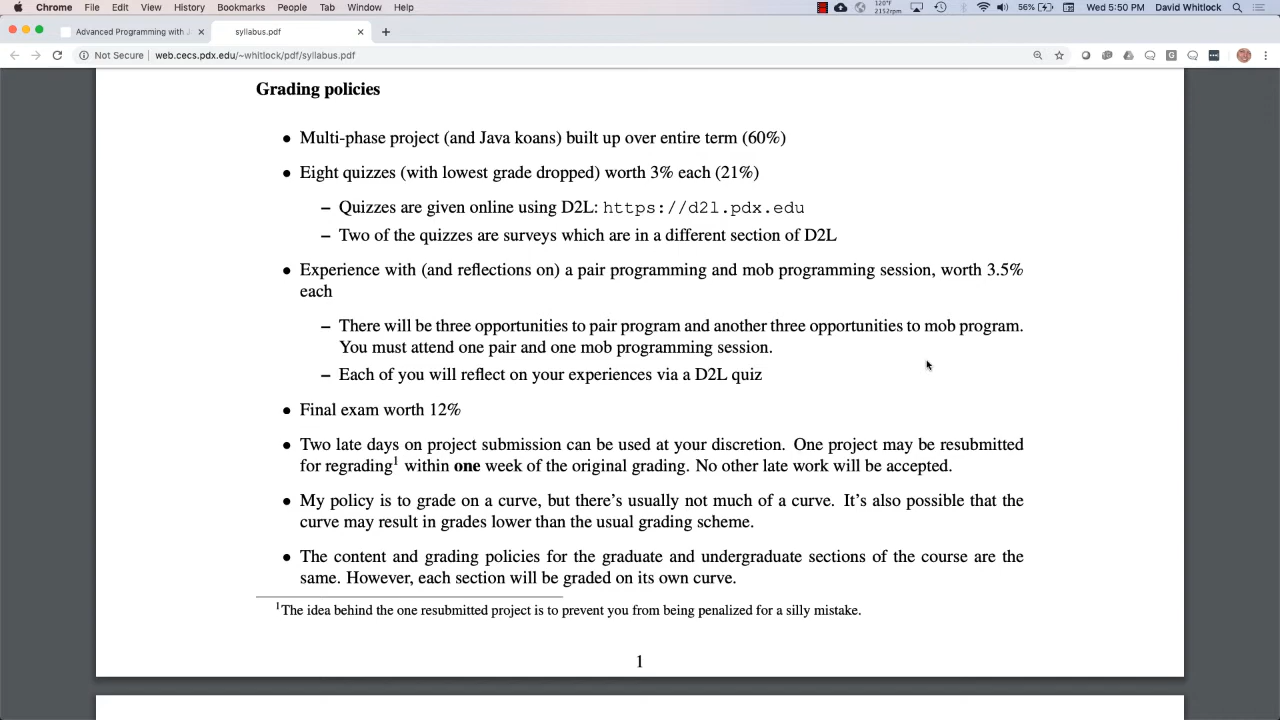 Chrome File Edit View History Bookmarks People Tab Window Help 120°F 2152rpm 56% Wed 5:50 PM David Whitlock
Advanced Programming with J syllabus.pdf
Not Secure | web.cecs.pdx.edu/~whitlock/pdf/syllabus.pdf
Grading policies
• Multi-phase project (and Java koans) built up over entire term (60%)
• Eight quizzes (with lowest grade dropped) worth 3% each (21%)
– Quizzes are given online using D2L: https://d2l.pdx.edu
– Two of the quizzes are surveys which are in a different section of D2L
• Experience with (and reflections on) a pair programming and mob programming session, worth 3.5%
each
– There will be three opportunities to pair program and another three opportunities to mob program.
You must attend one pair and one mob programming session.
– Each of you will reflect on your experiences via a D2L quiz
• Final exam worth 12%
• Two late days on project submission can be used at your discretion. One project may be resubmitted
for regrading¹ within one week of the original grading. No other late work will be accepted.
• My policy is to grade on a curve, but there's usually not much of a curve. It's also possible that the
curve may result in grades lower than the usual grading scheme.
• The content and grading policies for the graduate and undergraduate sections of the course are the
same. However, each section will be graded on its own curve.
¹The idea behind the one resubmitted project is to prevent you from being penalized for a silly mistake.
1